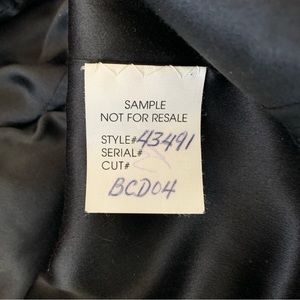 SAMPLE
NOT FOR RESALE
STYLE# 43491
SERIAL#
CUT#
BCD04